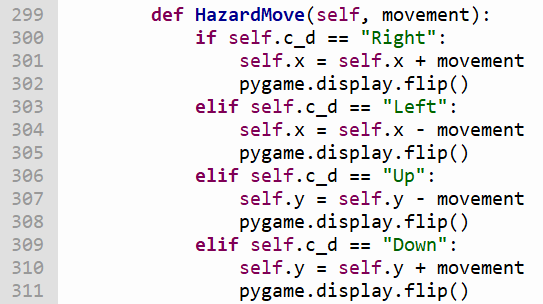 299 def HazardMove(self, movement):
300 if self.c_d == "Right":
301 self.x = self.x + movement
302 pygame.display.flip()
303 elif self.c_d == "Left":
304 self.x = self.x - movement
305 pygame.display.flip()
306 elif self.c_d == "Up":
307 self.y = self.y - movement
308 pygame.display.flip()
309 elif self.c_d == "Down":
310 self.y = self.y + movement
311 pygame.display.flip()